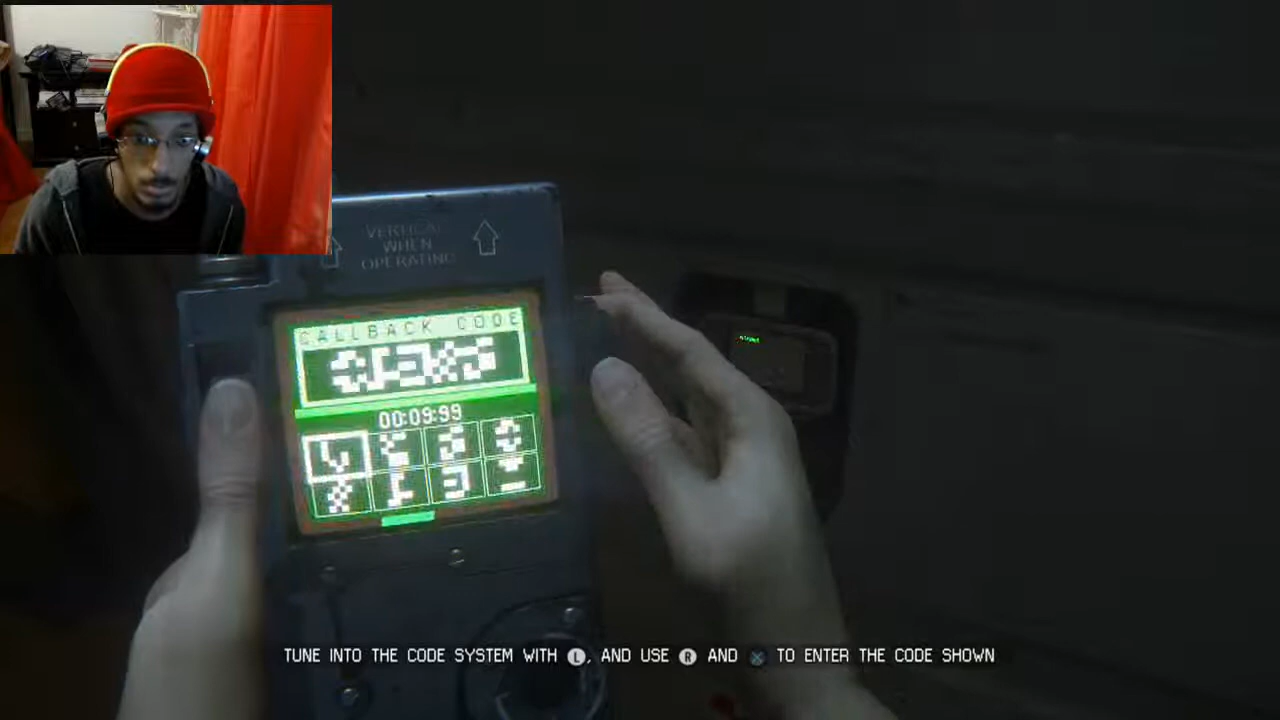 VERTICAL
WHEN
OPERATING
CALLBACK CODE
00:09:99
TUNE INTO THE CODE SYSTEM WITH L, AND USE R AND X TO ENTER THE CODE SHOWN